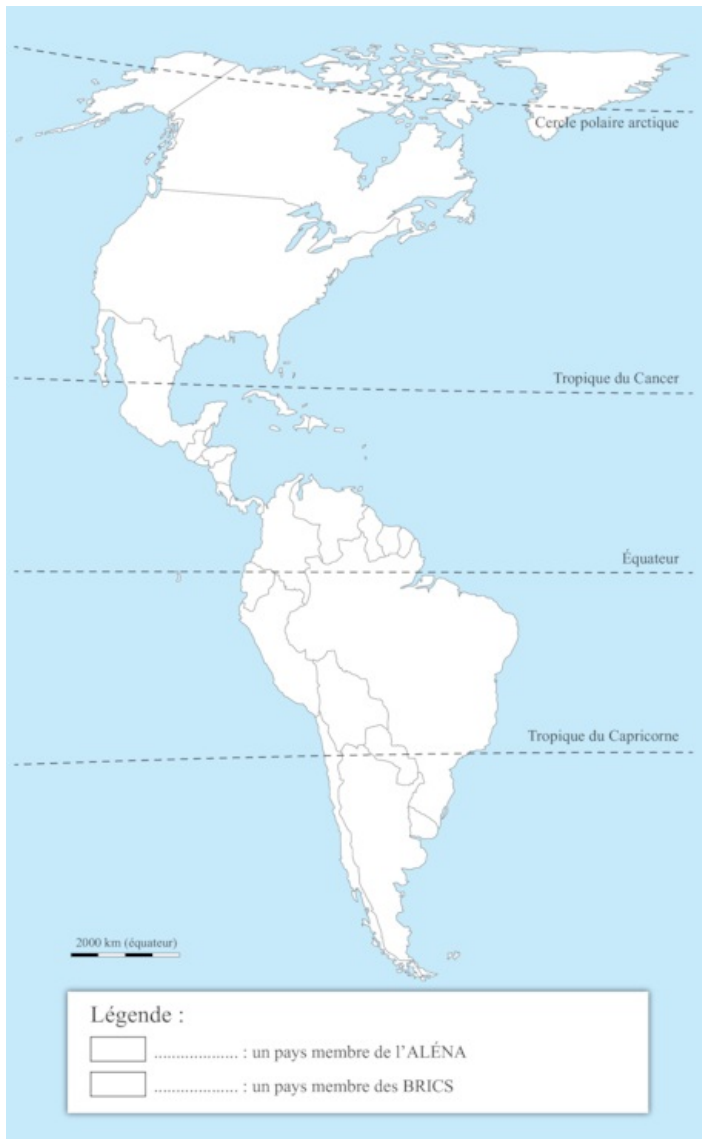 Cercle polaire arctique
Tropique du Cancer
Équateur
Tropique du Capricorne
2000 km (équateur)
Légende :
................... : un pays membre de l'ALÉNA
................... : un pays membre des BRICS